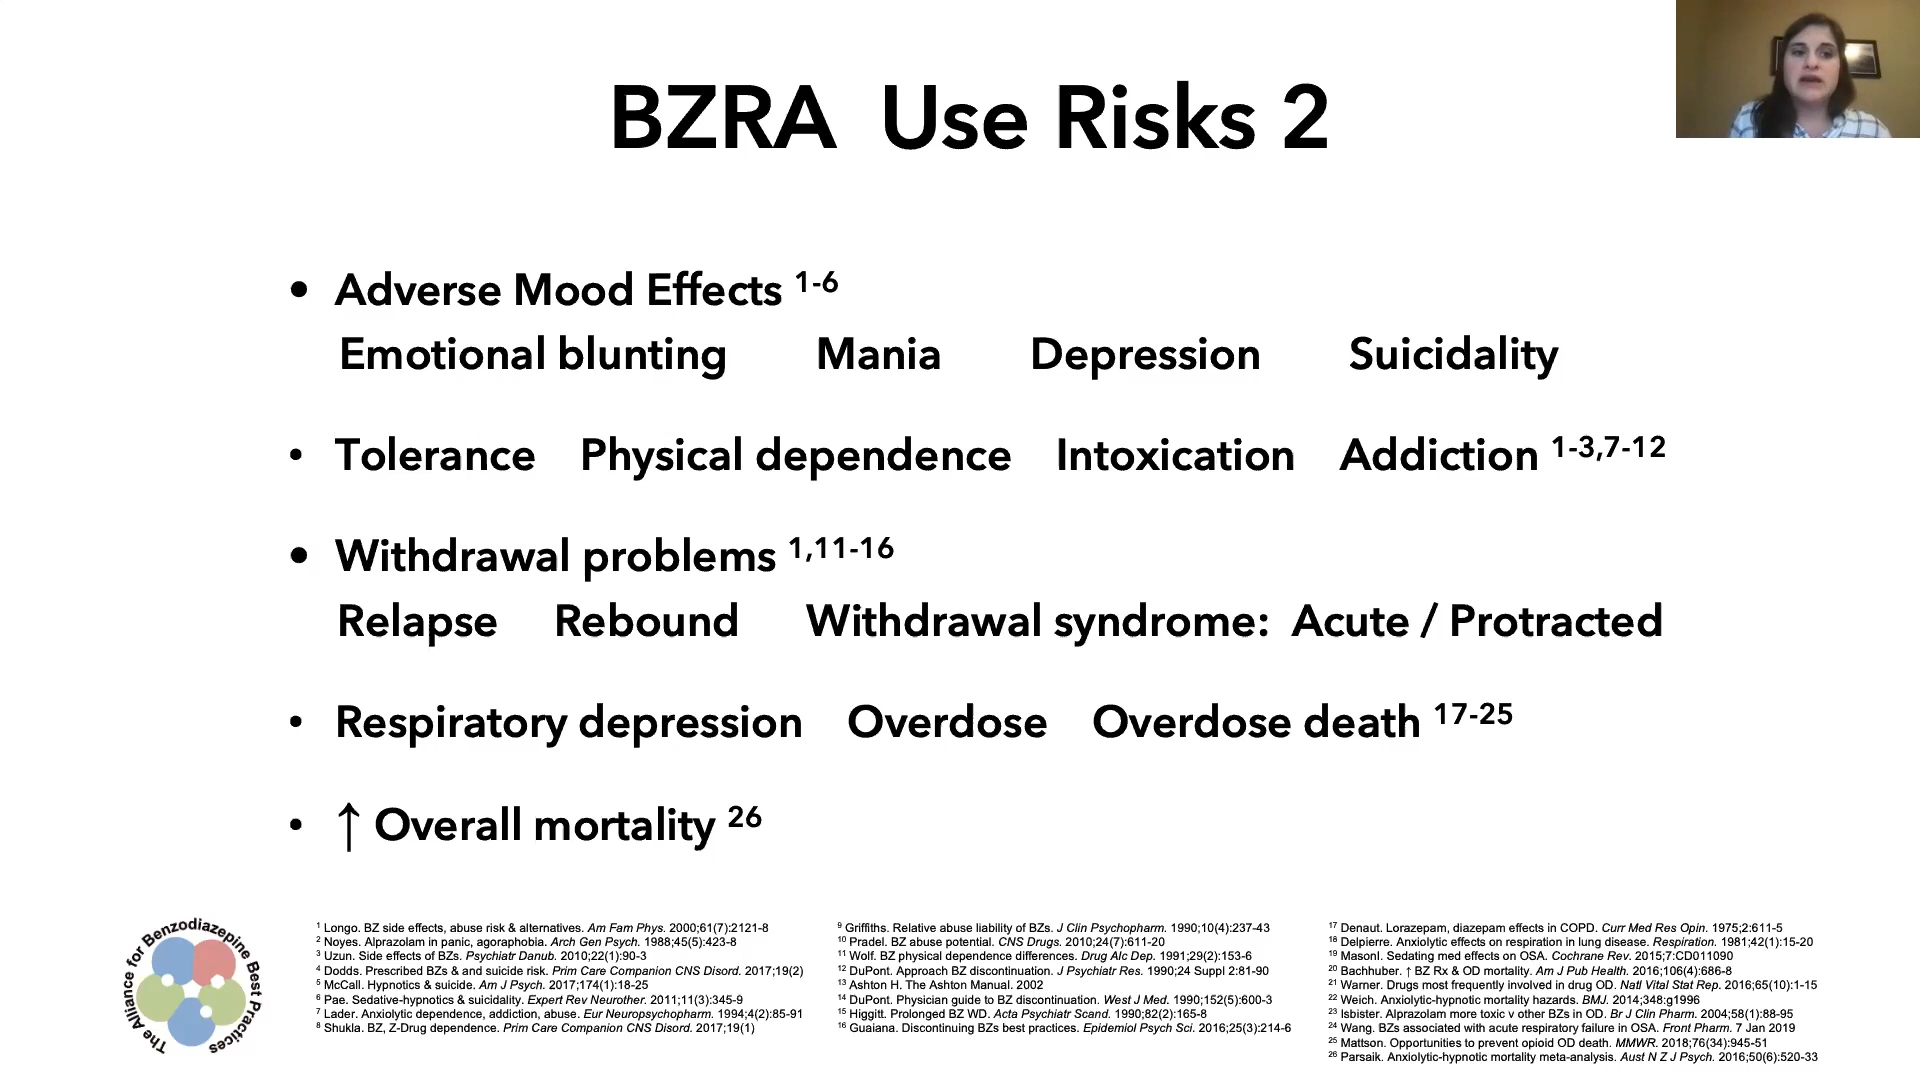 BZRA Use Risks 2
• Adverse Mood Effects 1-6
Emotional blunting Mania Depression Suicidality
• Tolerance Physical dependence Intoxication Addiction 1-3,7-12
• Withdrawal problems 1,11-16
Relapse Rebound Withdrawal syndrome: Acute / Protracted
• Respiratory depression Overdose Overdose death 17-25
• ↑ Overall mortality 26
The Alliance for Benzodiazepine Best Practices
1 Longo. BZ side effects, abuse risk & alternatives. Am Fam Phys. 2000;61(7):2121-8
2 Noyes. Alprazolam in panic, agoraphobia. Arch Gen Psych. 1988;45(5):423-8
3 Uzun. Side effects of BZs. Psychiatr Danub. 2010;22(1):90-3
4 Dodds. Prescribed BZs & and suicide risk. Prim Care Companion CNS Disord. 2017;19(2)
5 McCall. Hypnotics & suicide. Am J Psych. 2017;174(1):18-25
6 Pae. Sedative-hypnotics & suicidality. Expert Rev Neurother. 2011;11(3):345-9
7 Lader. Anxiolytic dependence, addiction, abuse. Eur Neuropsychopharm. 1994;4(2):85-91
8 Shukla. BZ, Z-Drug dependence. Prim Care Companion CNS Disord. 2017;19(1)
9 Griffiths. Relative abuse liability of BZs. J Clin Psychopharm. 1990;10(4):237-43
10 Pradel. BZ abuse potential. CNS Drugs. 2010;24(7):611-20
11 Wolf. BZ physical dependence differences. Drug Alc Dep. 1991;29(2):153-6
12 DuPont. Approach BZ discontinuation. J Psychiatr Res. 1990;24 Suppl 2:81-90
13 Ashton H. The Ashton Manual. 2002
14 DuPont. Physician guide to BZ discontinuation. West J Med. 1990;152(5):600-3
15 Higgitt. Prolonged BZ WD. Acta Psychiatr Scand. 1990;82(2):165-8
16 Guaiana. Discontinuing BZs best practices. Epidemiol Psych Sci. 2016;25(3):214-6
17 Denaut. Lorazepam, diazepam effects in COPD. Curr Med Res Opin. 1975;2:611-5
18 Delpierre. Anxiolytic effects on respiration in lung disease. Respiration. 1981;42(1):15-20
19 MasonI. Sedating med effects on OSA. Cochrane Rev. 2015;7:CD011090
20 Bachhuber. ↑ BZ Rx & OD mortality. Am J Pub Health. 2016;106(4):686-8
21 Warner. Drugs most frequently involved in drug OD. Natl Vital Stat Rep. 2016;65(10):1-15
22 Weich. Anxiolytic-hypnotic mortality hazards. BMJ. 2014;348:g1996
23 Isbister. Alprazolam more toxic v other BZs in OD. Br J Clin Pharm. 2004;58(1):88-95
24 Wang. BZs associated with acute respiratory failure in OSA. Front Pharm. 7 Jan 2019
25 Mattson. Opportunities to prevent opioid OD death. MMWR. 2018;76(34):945-51
26 Parsaik. Anxiolytic-hypnotic mortality meta-analysis. Aust N Z J Psych. 2016;50(6):520-33